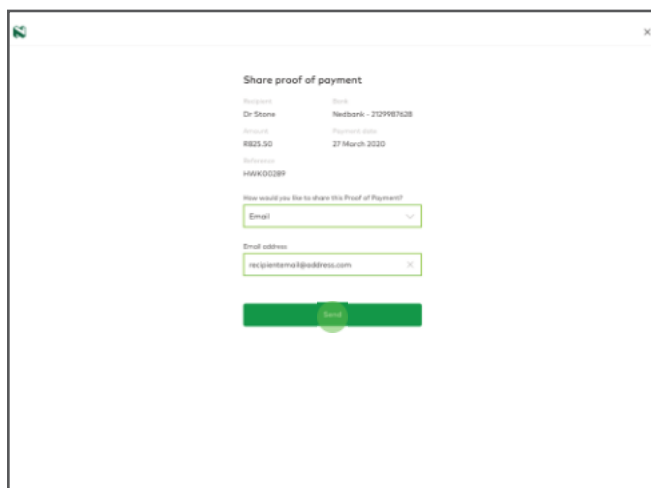 Share proof of payment
Recipient Bank
Dr Stone Nedbank - 2129987628
Amount Payment date
R825.50 27 March 2020
Reference
HWK00289
How would you like to share this Proof of Payment?
Email
Email address
recipientemail@address.com
Send